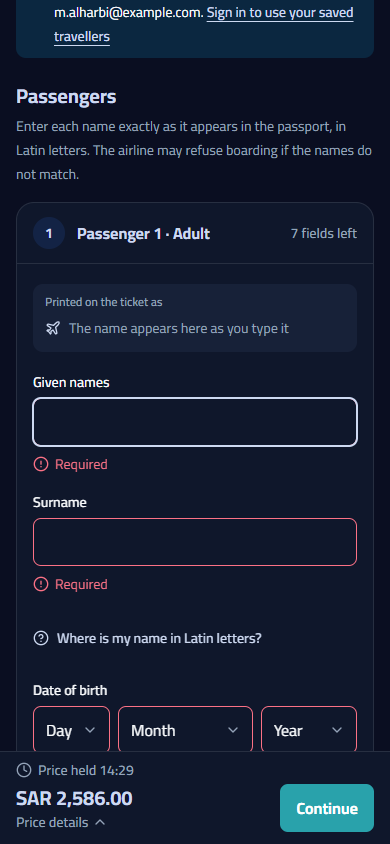 m.alharbi@example.com. Sign in to use your saved
travellers
Passengers
Enter each name exactly as it appears in the passport, in
Latin letters. The airline may refuse boarding if the names do
not match.
1
Passenger 1 · Adult
7 fields left
Printed on the ticket as
The name appears here as you type it
Given names
Required
Surname
Required
Where is my name in Latin letters?
Date of birth
Day
Month
Year
Price held 14:29
SAR 2,586.00
Price details
Continue